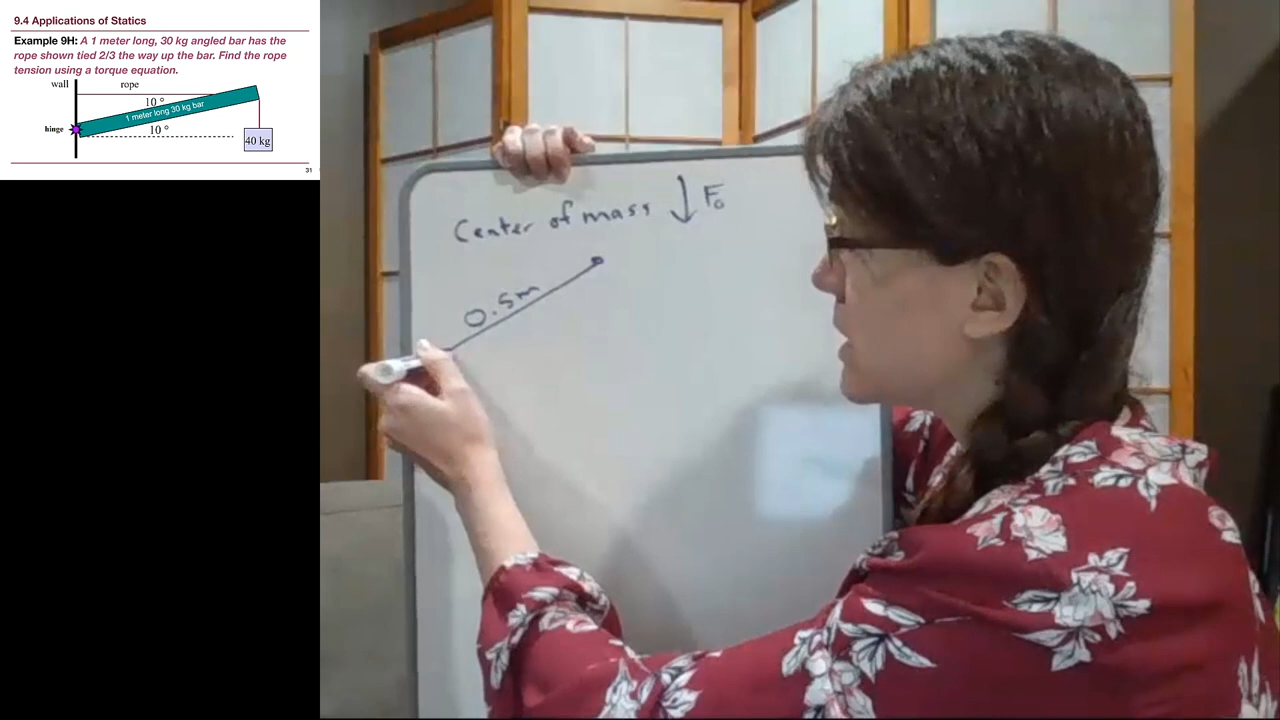 9.4 Applications of Statics
Example 9H: A 1 meter long, 30 kg angled bar has the
rope shown tied 2/3 the way up the bar. Find the rope
tension using a torque equation.
wall
rope
10 °
1 meter long 30 kg bar
hinge
10 °
40 kg
31
Center of mass ↓ FG
0.5m